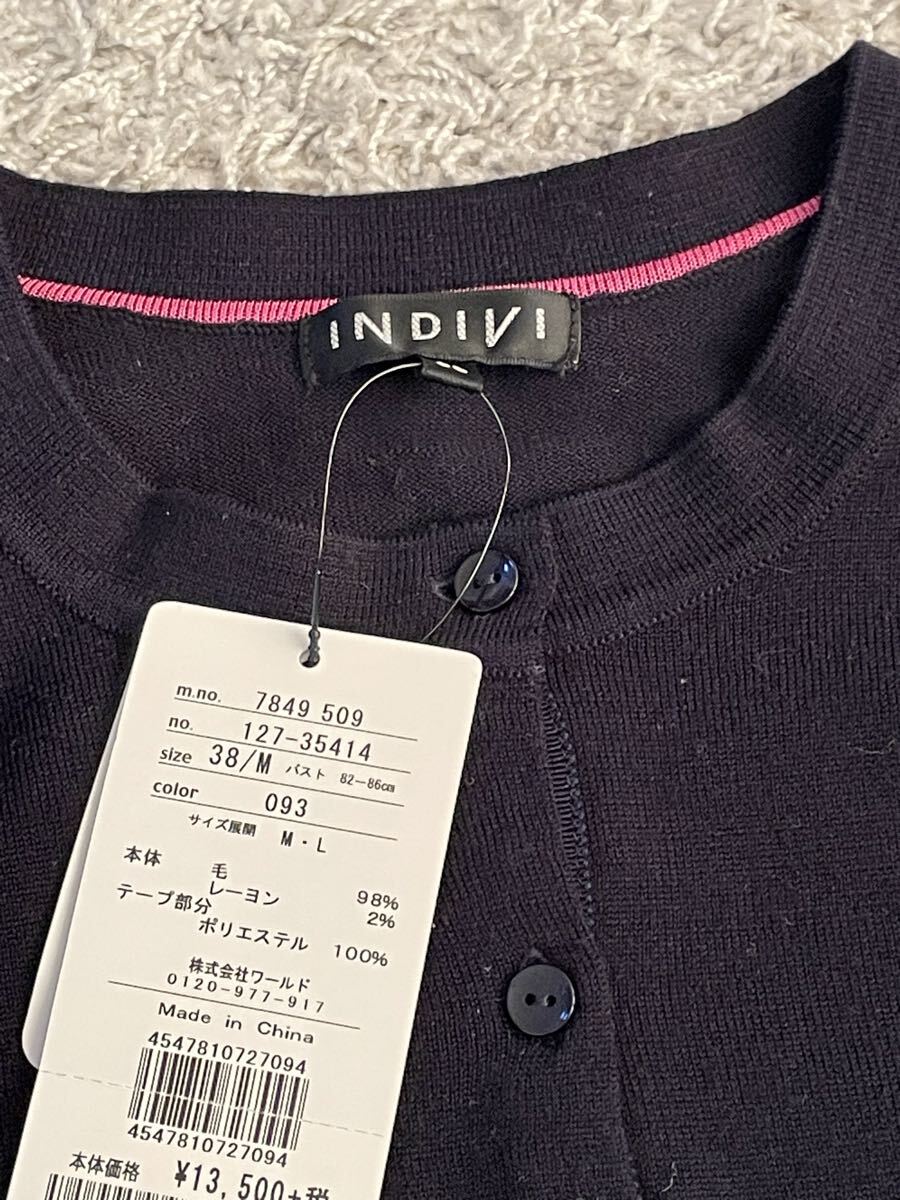 INDIVI
m.no. 7849 509
no. 127-35414
size 38/M バスト 82-86㎝
color 093
サイズ展開 M・L
本体 毛 98%
レーヨン 2%
テープ部分
ポリエステル 100%
株式会社ワールド
0120-977-917
Made in China
4547810727094
4547810727094
本体価格 ¥13,500+税